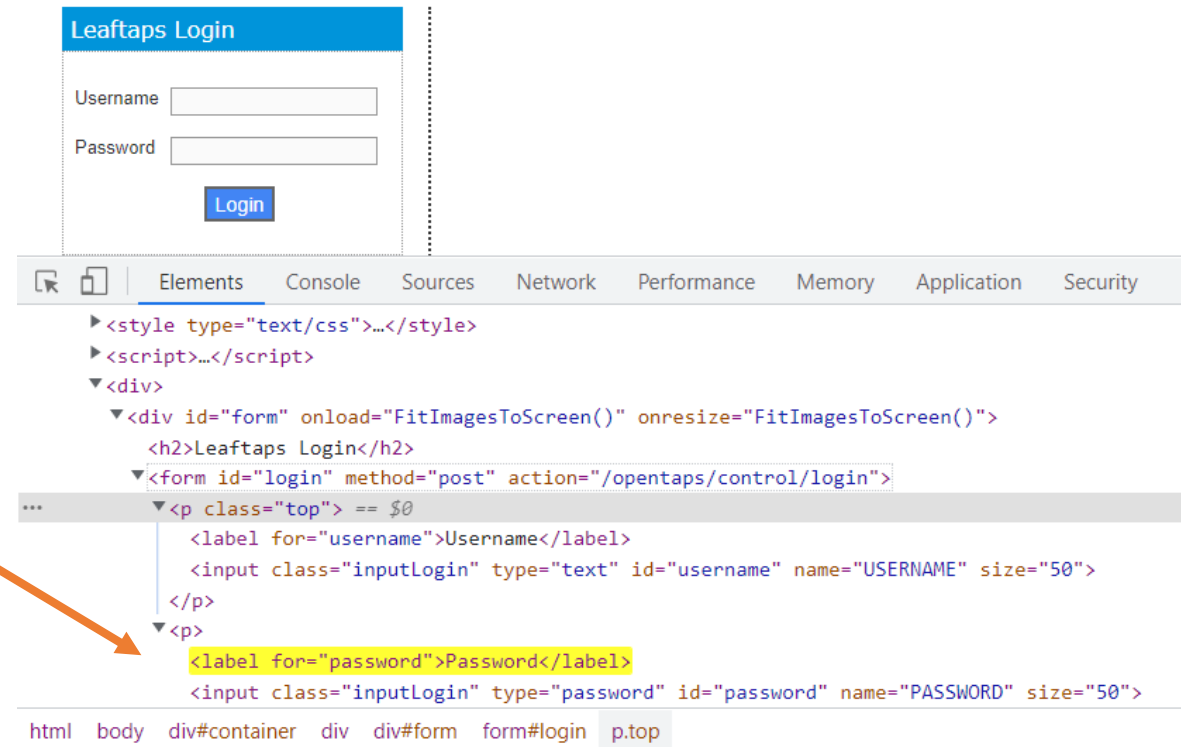 Leaftaps Login
Username
Password
Login
Elements Console Sources Network Performance Memory Application Security
<style type="text/css">…</style>
<script>…</script>
<div>
<div id="form" onload="FitImagesToScreen()" onresize="FitImagesToScreen()">
<h2>Leaftaps Login</h2>
<form id="login" method="post" action="/opentaps/control/login">
... <p class="top"> == $0
<label for="username">Username</label>
<input class="inputLogin" type="text" id="username" name="USERNAME" size="50">
</p>
<p>
<label for="password">Password</label>
<input class="inputLogin" type="password" id="password" name="PASSWORD" size="50">
html body div#container div div#form form#login p.top